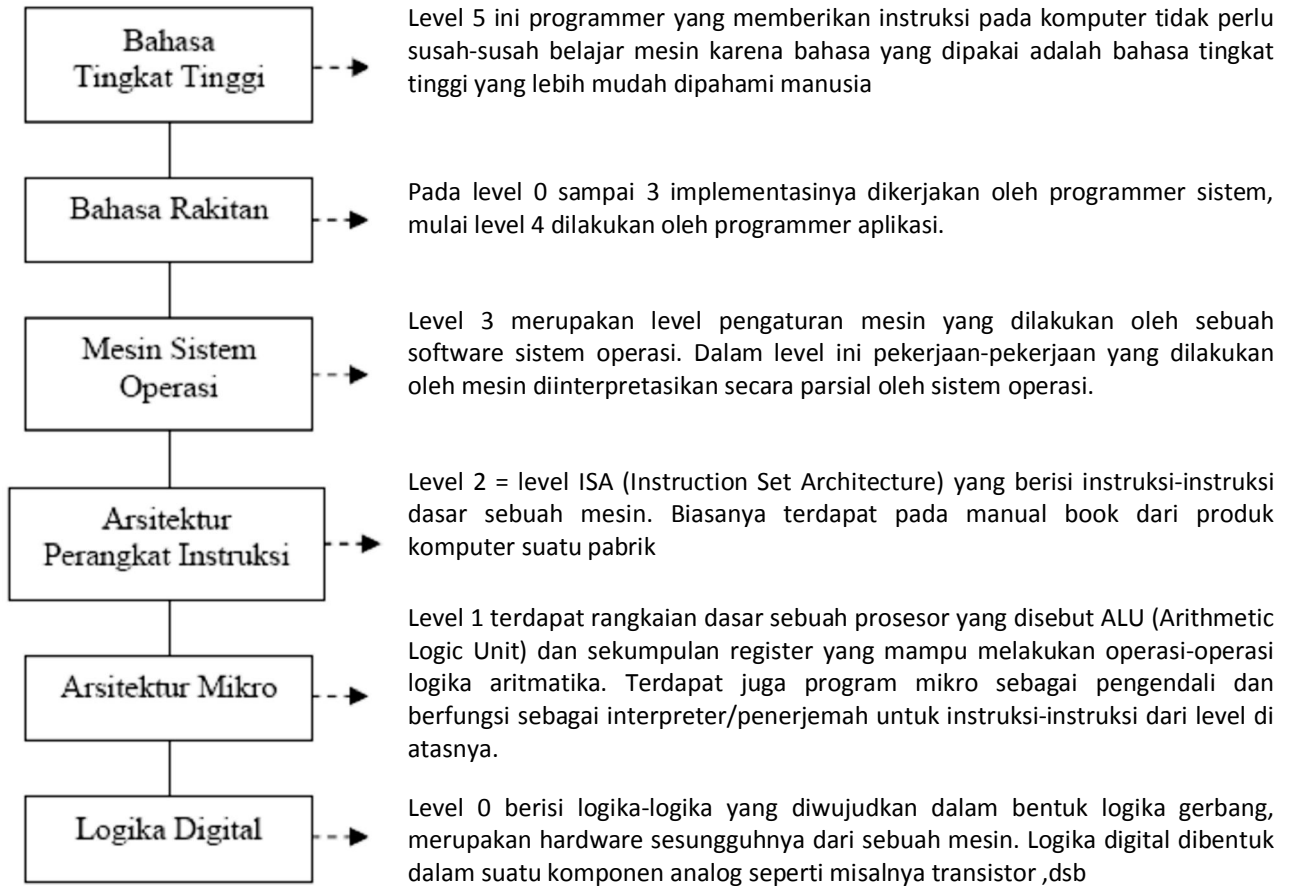 Bahasa
Tingkat Tinggi
Level 5 ini programmer yang memberikan instruksi pada komputer tidak perlu
susah-susah belajar mesin karena bahasa yang dipakai adalah bahasa tingkat
tinggi yang lebih mudah dipahami manusia
Bahasa Rakitan
Pada level 0 sampai 3 implementasinya dikerjakan oleh programmer sistem,
mulai level 4 dilakukan oleh programmer aplikasi.
Mesin Sistem
Operasi
Level 3 merupakan level pengaturan mesin yang dilakukan oleh sebuah
software sistem operasi. Dalam level ini pekerjaan-pekerjaan yang dilakukan
oleh mesin diinterpretasikan secara parsial oleh sistem operasi.
Arsitektur
Perangkat Instruksi
Level 2 = level ISA (Instruction Set Architecture) yang berisi instruksi-instruksi
dasar sebuah mesin. Biasanya terdapat pada manual book dari produk
komputer suatu pabrik
Arsitektur Mikro
Level 1 terdapat rangkaian dasar sebuah prosesor yang disebut ALU (Arithmetic
Logic Unit) dan sekumpulan register yang mampu melakukan operasi-operasi
logika aritmatika. Terdapat juga program mikro sebagai pengendali dan
berfungsi sebagai interpreter/penerjemah untuk instruksi-instruksi dari level di
atasnya.
Logika Digital
Level 0 berisi logika-logika yang diwujudkan dalam bentuk logika gerbang,
merupakan hardware sesungguhnya dari sebuah mesin. Logika digital dibentuk
dalam suatu komponen analog seperti misalnya transistor ,dsb